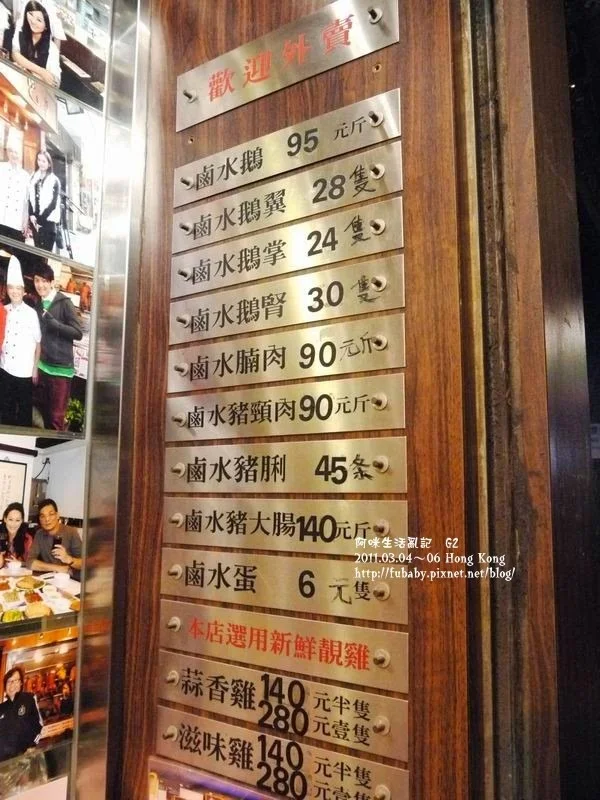 歡迎外賣
鹵水鵝 95 元斤
鹵水鵝翼 28 隻
鹵水鵝掌 24 隻
鹵水鵝腎 30 隻
鹵水腩肉 90 元斤
鹵水豬頸肉 90 元斤
鹵水豬脷 45 条
鹵水豬大腸 140 元斤
鹵水蛋 6 元隻
本店選用新鮮靚雞
蒜香雞 140 元半隻
280 元壹隻
滋味雞 140 元半隻
280 元壹隻
阿咪生活亂記 G2
2011.03.04~06 Hong Kong
http://fubaby.pixnet.net/blog/